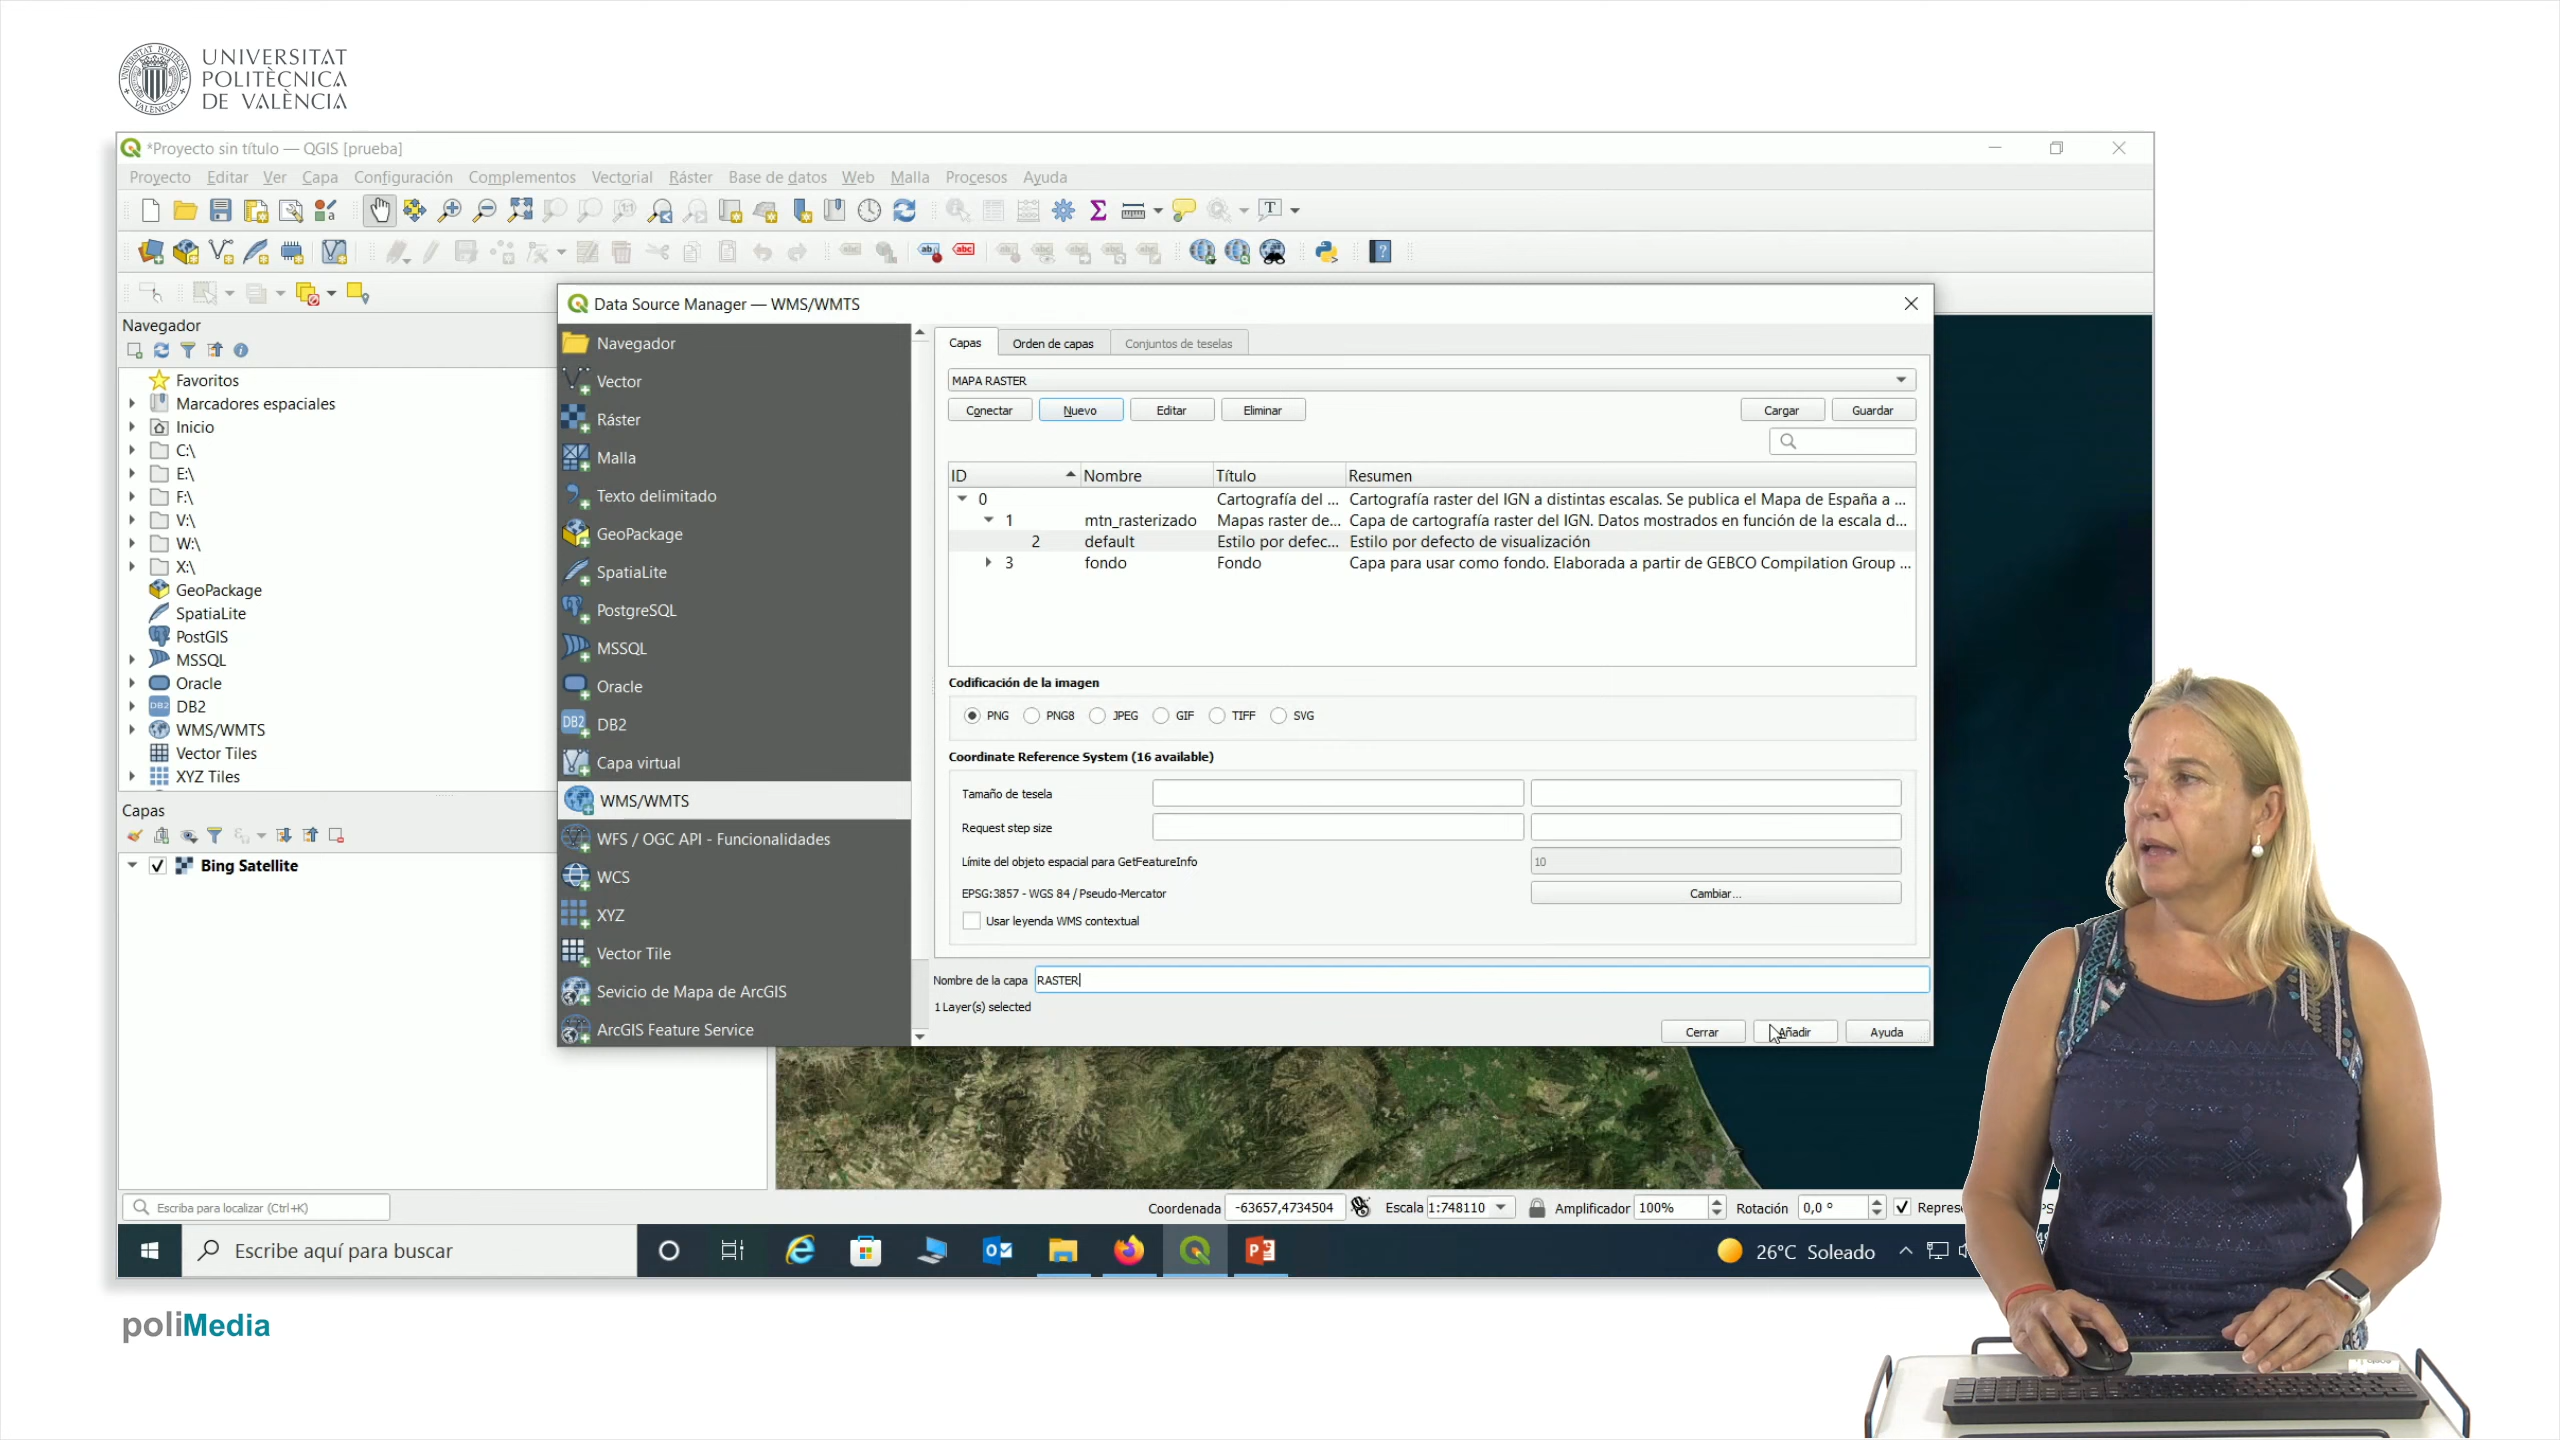 UNIVERSITAT
POLITÈCNICA
DE VALÈNCIA
*Proyecto sin título — QGIS [prueba]
Proyecto Editar Ver Capa Configuración Complementos Vectorial Ráster Base de datos Web Malla Procesos Ayuda
Navegador
Favoritos
Marcadores espaciales
Inicio
C:\
E:\
F:\
V:\
W:\
X:\
GeoPackage
SpatiaLite
PostGIS
MSSQL
Oracle
DB2
WMS/WMTS
Vector Tiles
XYZ Tiles
Capas
Bing Satellite
Data Source Manager — WMS/WMTS
Navegador
Vector
Ráster
Malla
Texto delimitado
GeoPackage
SpatiaLite
PostgreSQL
MSSQL
Oracle
DB2
Capa virtual
WMS/WMTS
WFS / OGC API - Funcionalidades
WCS
XYZ
Vector Tile
Sevicio de Mapa de ArcGIS
ArcGIS Feature Service
Capas Orden de capas Conjuntos de teselas
MAPA RASTER
Conectar Nuevo Editar Eliminar Cargar Guardar
ID Nombre Título Resumen
0 Cartografía del ... Cartografía raster del IGN a distintas escalas. Se publica el Mapa de España a ...
1 mtn_rasterizado Mapas raster de... Capa de cartografía raster del IGN. Datos mostrados en función de la escala d...
2 default Estilo por defec... Estilo por defecto de visualización
3 fondo Fondo Capa para usar como fondo. Elaborada a partir de GEBCO Compilation Group ...
Codificación de la imagen
PNG PNG8 JPEG GIF TIFF SVG
Coordinate Reference System (16 available)
Tamaño de tesela
Request step size
Límite del objeto espacial para GetFeatureInfo 10
EPSG:3857 - WGS 84 / Pseudo-Mercator Cambiar...
Usar leyenda WMS contextual
Nombre de la capa RASTER
1 Layer(s) selected
Cerrar Añadir Ayuda
Escriba para localizar (Ctrl+K)
Coordenada -63657,4734504 Escala 1:748110 Amplificador 100% Rotación 0,0 °
Escribe aquí para buscar
26°C Soleado
poliMedia